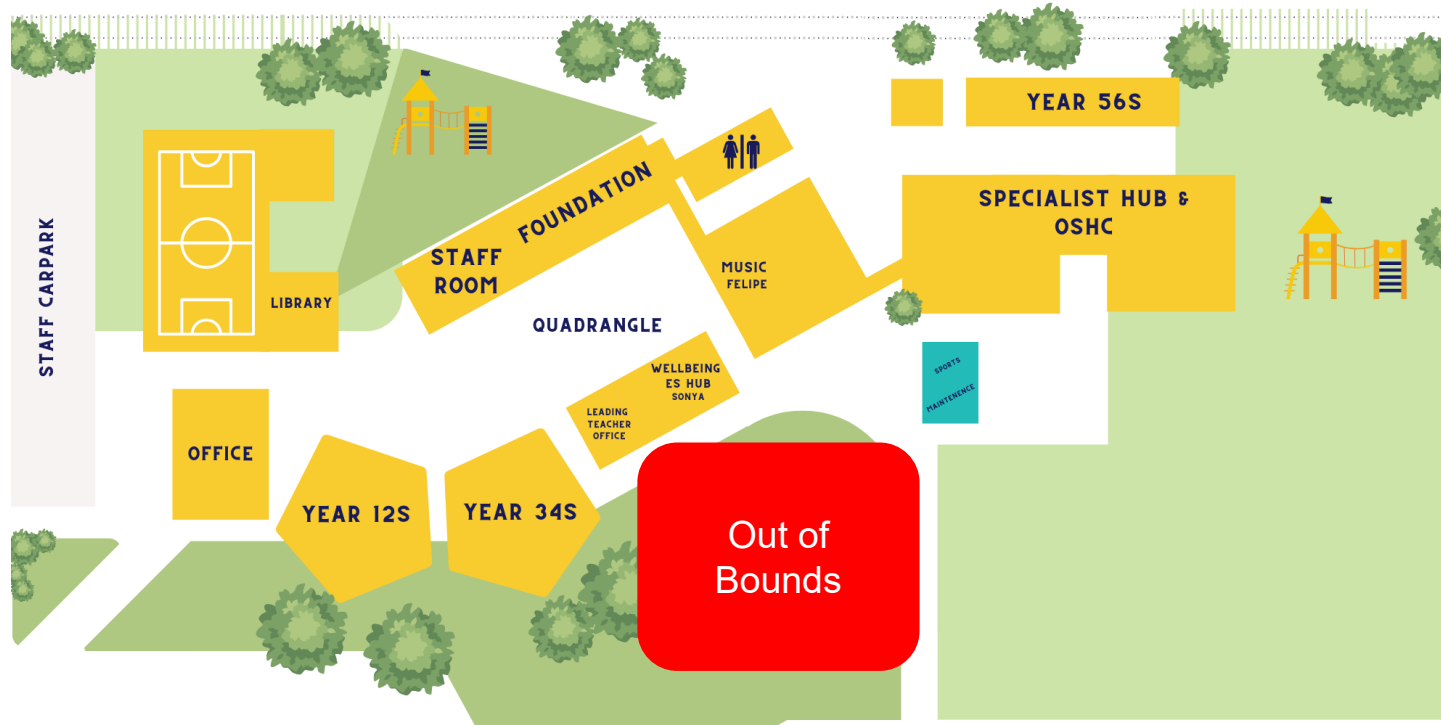 YEAR 56S
SPECIALIST HUB &
OSHC
FOUNDATION
STAFF
ROOM
MUSIC
FELIPE
STAFF CARPARK
LIBRARY
QUADRANGLE
WELLBEING
ES HUB
SONYA
LEADING
TEACHER
OFFICE
SPORTS
MAINTENENCE
OFFICE
YEAR 12S
YEAR 34S
Out of
Bounds